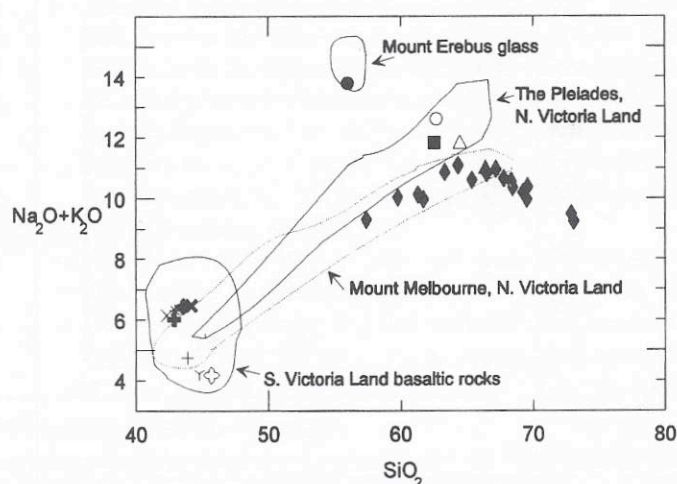 Mount Erebus glass
The Pleiades,
N. Victoria Land
Mount Melbourne, N. Victoria Land
S. Victoria Land basaltic rocks
Na2O+K2O
14
12
10
8
6
4
40
50
60
70
80
SiO2